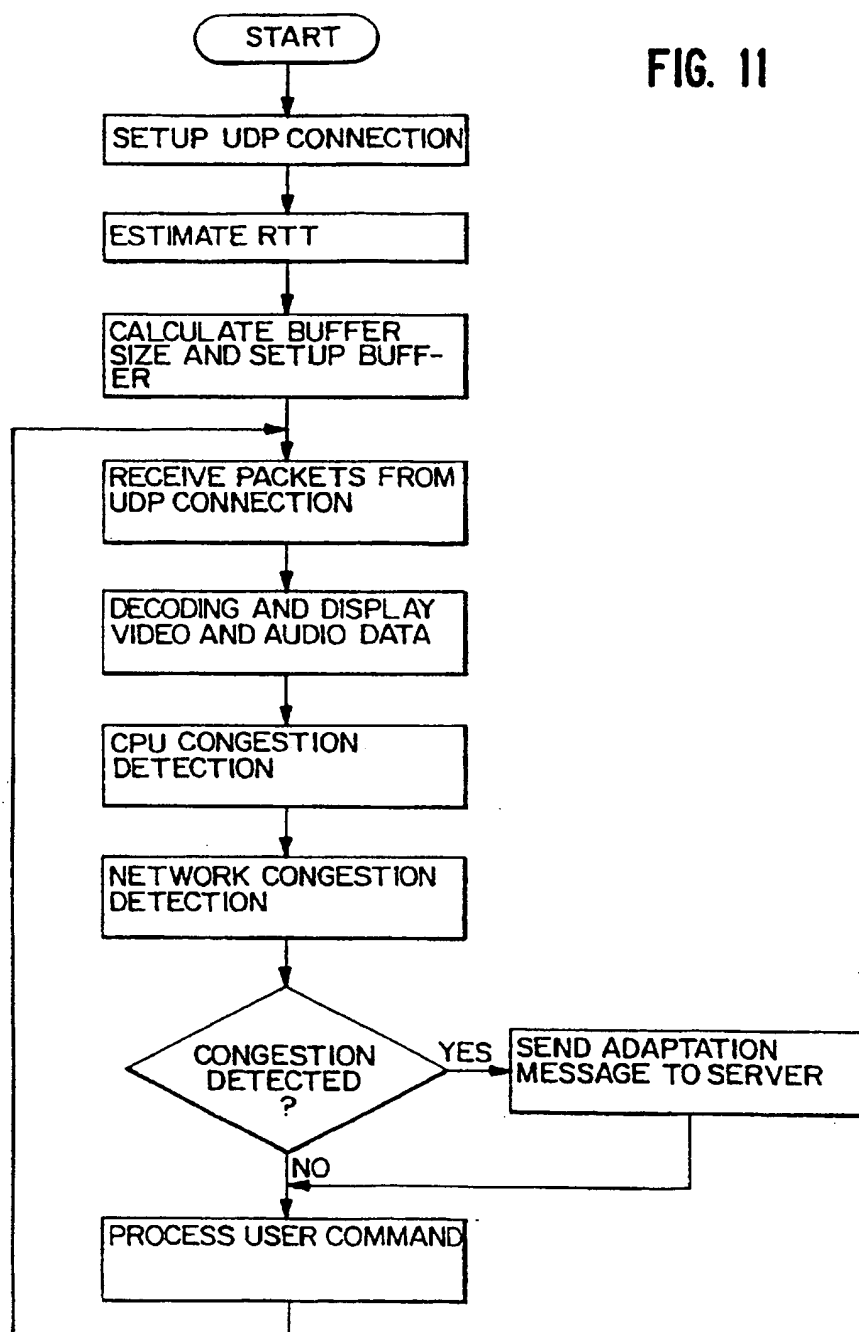 START
FIG. 11
SETUP UDP CONNECTION
ESTIMATE RTT
CALCULATE BUFFER
SIZE AND SETUP BUFF-
ER
RECEIVE PACKETS FROM
UDP CONNECTION
DECODING AND DISPLAY
VIDEO AND AUDIO DATA
CPU CONGESTION
DETECTION
NETWORK CONGESTION
DETECTION
CONGESTION
DETECTED
?
YES
SEND ADAPTATION
MESSAGE TO SERVER
NO
PROCESS USER COMMAND